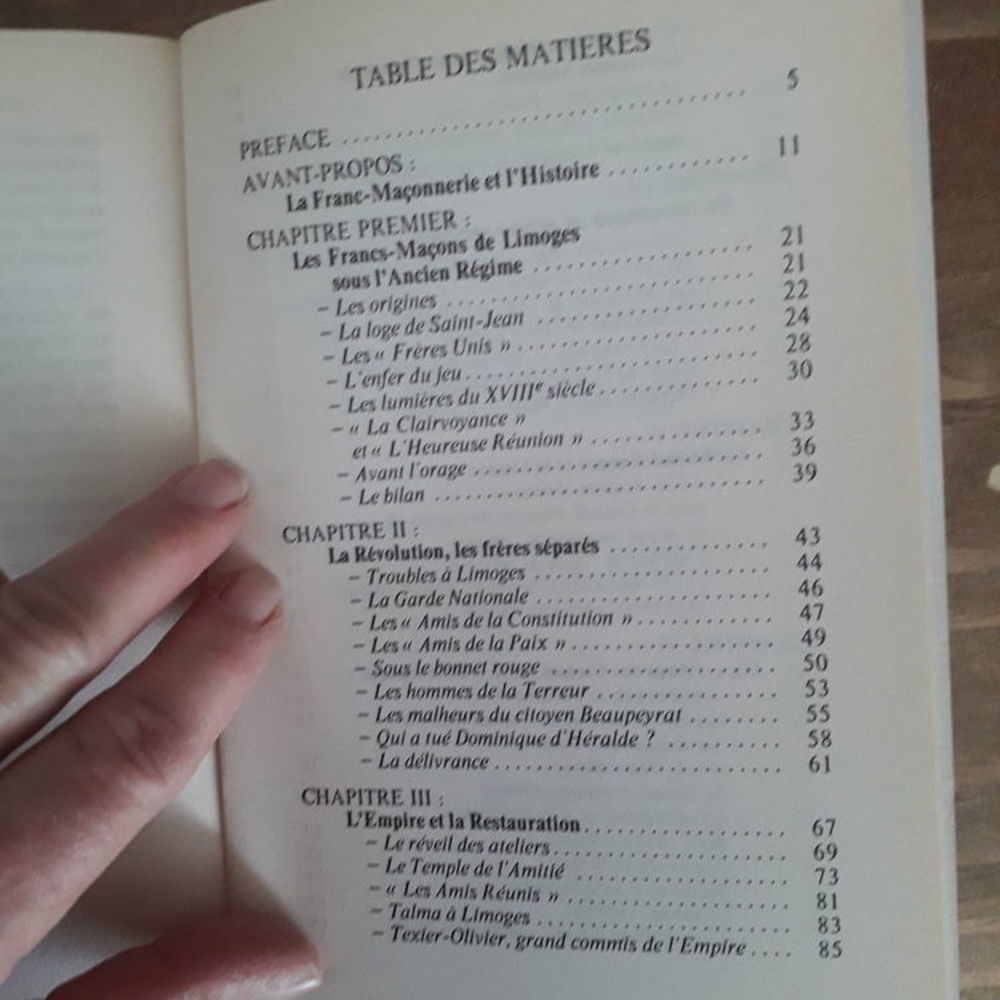 TABLE DES MATIERES
PREFACE .......... 5
AVANT-PROPOS :
La Franc-Maçonnerie et l'Histoire .......... 11
CHAPITRE PREMIER :
Les Francs-Maçons de Limoges
sous l'Ancien Régime .......... 21
– Les origines .......... 21
– La loge de Saint-Jean .......... 22
– Les « Frères Unis » .......... 24
– L'enfer du jeu .......... 28
– Les lumières du XVIIIe siècle .......... 30
– « La Clairvoyance »
et « L'Heureuse Réunion » .......... 33
– Avant l'orage .......... 36
– Le bilan .......... 39
CHAPITRE II :
La Révolution, les frères séparés .......... 43
– Troubles à Limoges .......... 44
– La Garde Nationale .......... 46
– Les « Amis de la Constitution » .......... 47
– Les « Amis de la Paix » .......... 49
– Sous le bonnet rouge .......... 50
– Les hommes de la Terreur .......... 53
– Les malheurs du citoyen Beaupeyrat .......... 55
– Qui a tué Dominique d'Héralde ? .......... 58
– La délivrance .......... 61
CHAPITRE III :
L'Empire et la Restauration .......... 67
– Le réveil des ateliers .......... 69
– Le Temple de l'Amitié .......... 73
– « Les Amis Réunis » .......... 81
– Talma à Limoges .......... 83
– Texier-Olivier, grand commis de l'Empire .... 85